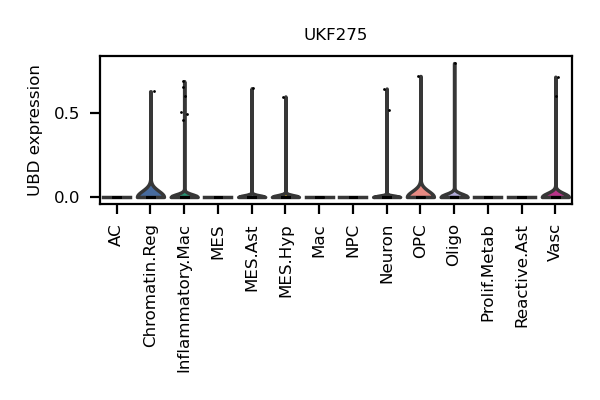 UKF275
UBD expression
0.5
0.0
AC
Chromatin.Reg
Inflammatory.Mac
MES
MES.Ast
MES.Hyp
Mac
NPC
Neuron
OPC
Oligo
Prolif.Metab
Reactive.Ast
Vasc